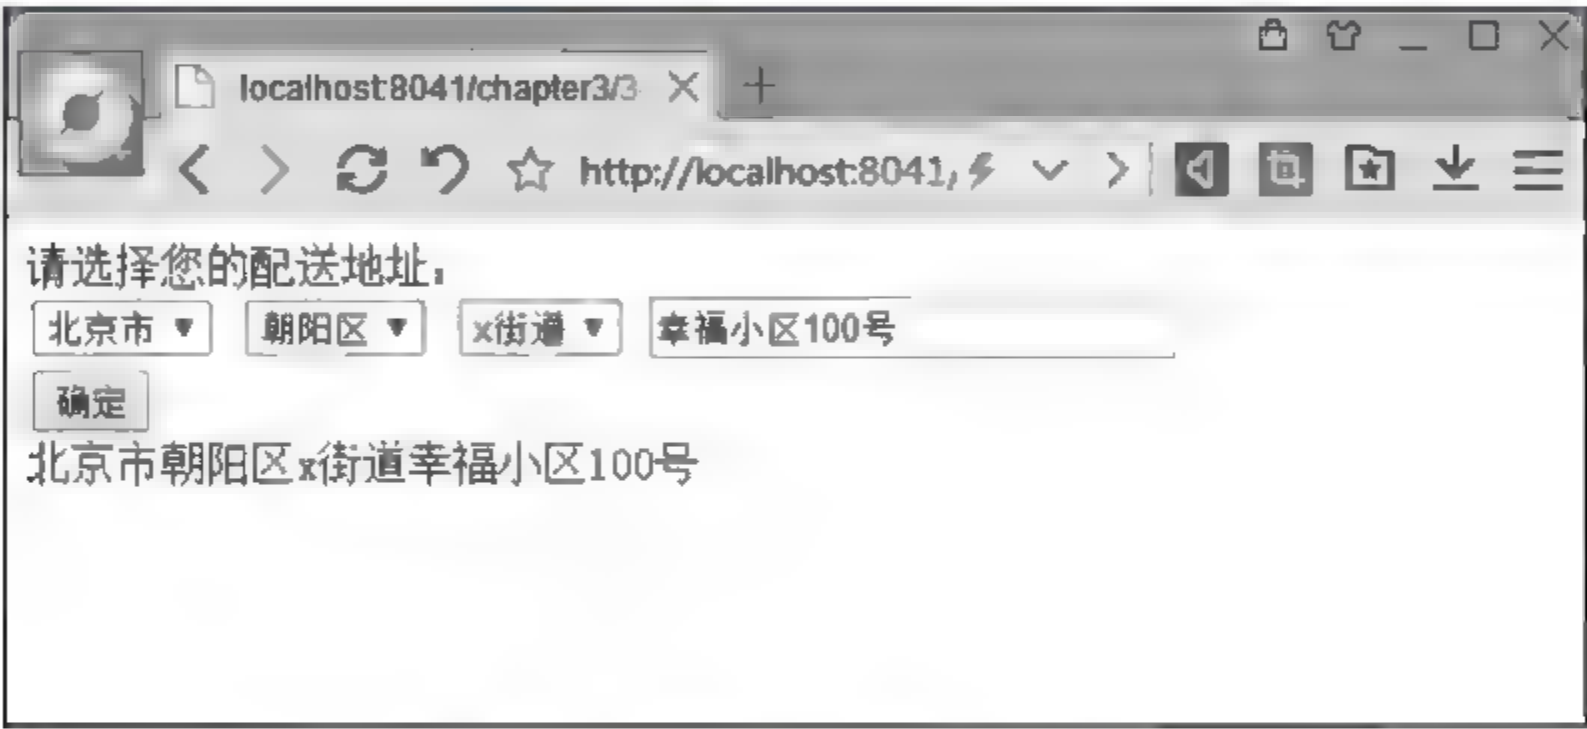 localhost:8041/chapter3/3
http://localhost:8041/
请选择您的配送地址:
北京市 朝阳区 x街道 幸福小区100号
确定
北京市朝阳区x街道幸福小区100号